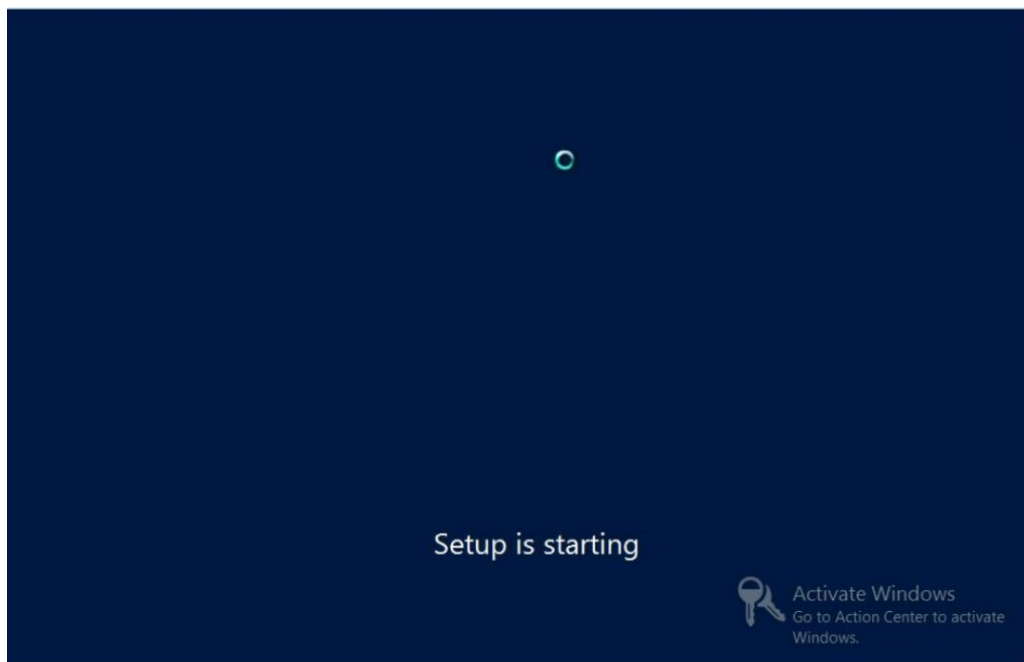 Setup is starting
Activate Windows
Go to Action Center to activate
Windows.